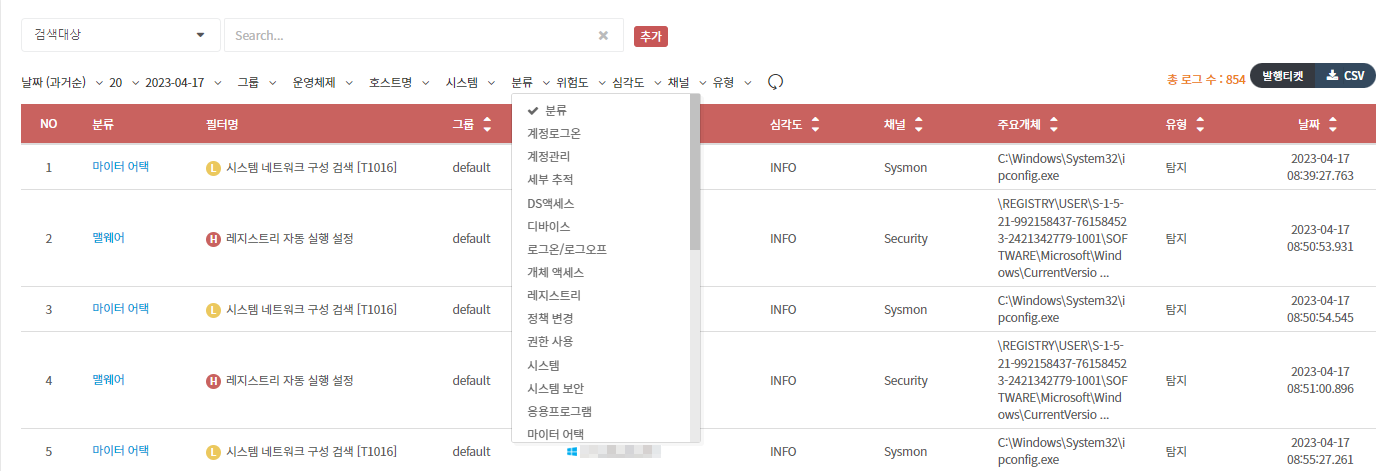 검색대상 Search... 추가
날짜 (과거순) 20 2023-04-17 그룹 운영체제 호스트명 시스템 분류 위험도 심각도 채널 유형 총 로그 수 : 854 발행티켓 CSV
NO 분류 필터명 그룹 심각도 채널 주요개체 유형 날짜
분류
계정로그온
계정관리
세부 추적
DS액세스
디바이스
로그온/로그오프
개체 액세스
레지스트리
정책 변경
권한 사용
시스템
시스템 보안
응용프로그램
마이터 어택
1 마이터 어택 L 시스템 네트워크 구성 검색 [T1016] default INFO Sysmon C:\Windows\System32\i
pconfig.exe 탐지 2023-04-17
08:39:27.763
2 맬웨어 H 레지스트리 자동 실행 설정 default INFO Security \REGISTRY\USER\S-1-5-
21-992158437-76158452
3-2421342779-1001\SOF
TWARE\Microsoft\Wind
ows\CurrentVersio ... 탐지 2023-04-17
08:50:53.931
3 마이터 어택 L 시스템 네트워크 구성 검색 [T1016] default INFO Sysmon C:\Windows\System32\i
pconfig.exe 탐지 2023-04-17
08:50:54.545
4 맬웨어 H 레지스트리 자동 실행 설정 default INFO Security \REGISTRY\USER\S-1-5-
21-992158437-76158452
3-2421342779-1001\SOF
TWARE\Microsoft\Wind
ows\CurrentVersio ... 탐지 2023-04-17
08:51:00.896
5 마이터 어택 L 시스템 네트워크 구성 검색 [T1016] default INFO Sysmon C:\Windows\System32\i
pconfig.exe 탐지 2023-04-17
08:55:27.261